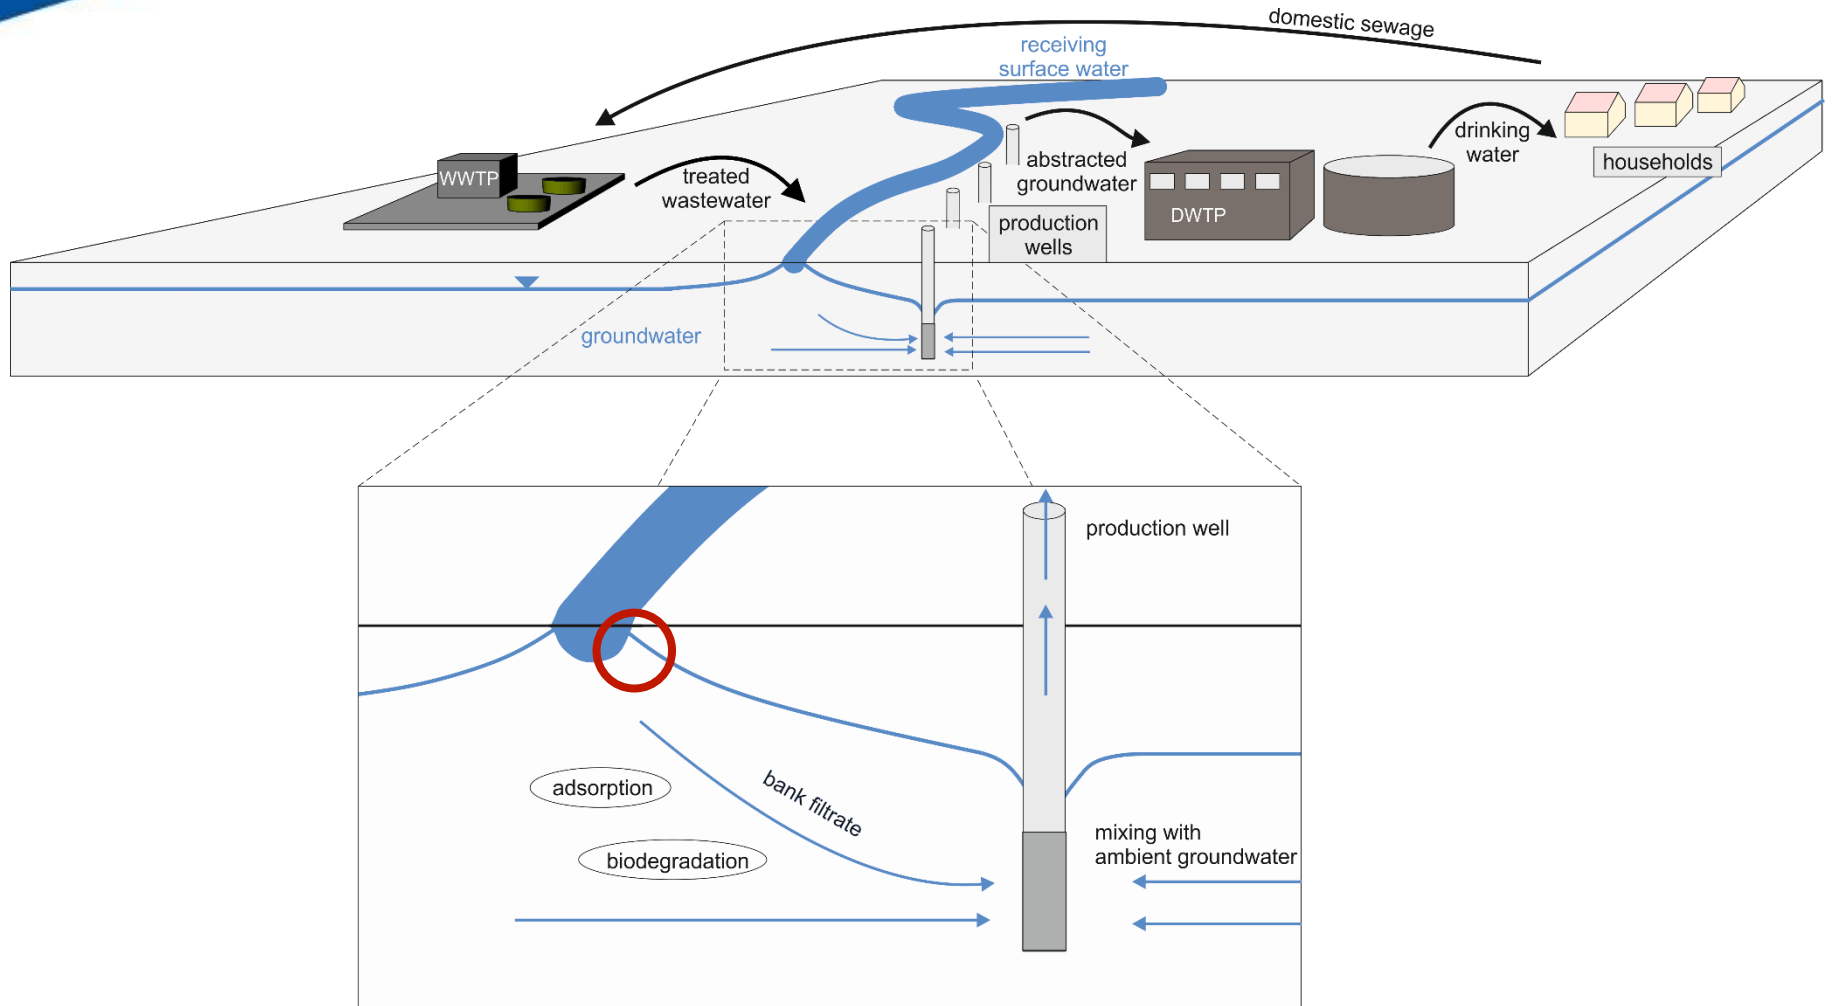 domestic sewage
receiving
surface water
WWTP
treated
wastewater
abstracted
groundwater
production
wells
DWTP
drinking
water
households
groundwater
production well
adsorption
bank filtrate
biodegradation
mixing with
ambient groundwater